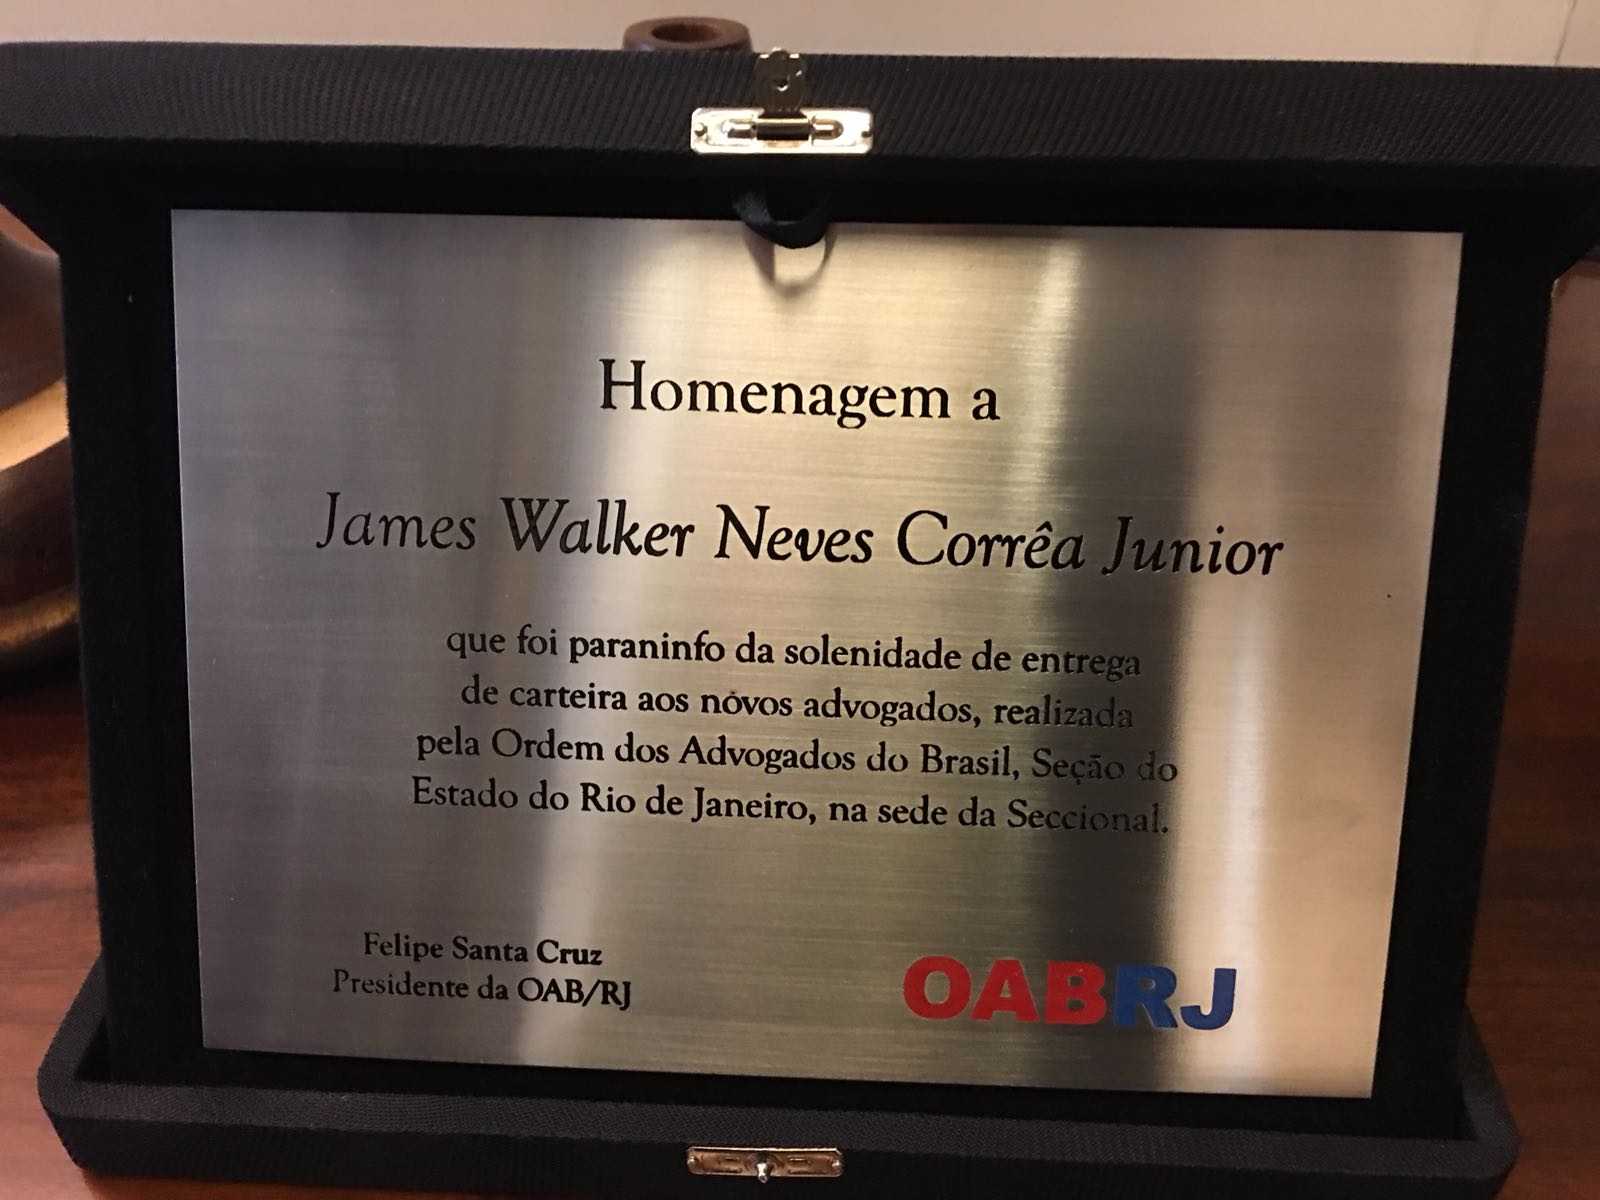 Homenagem a
James Walker Neves Corrêa Junior
que foi paraninfo da solenidade de entrega
de carteira aos novos advogados, realizada
pela Ordem dos Advogados do Brasil, Seção do
Estado do Rio de Janeiro, na sede da Seccional.
Felipe Santa Cruz
Presidente da OAB/RJ
OABRJ